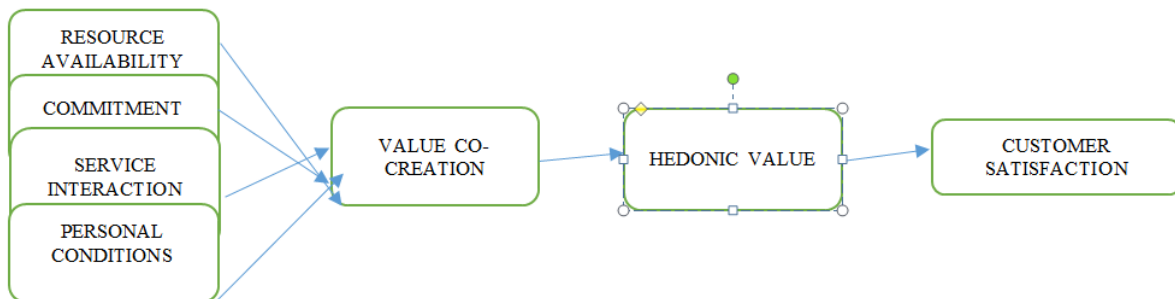 RESOURCE
AVAILABILITY
COMMITMENT
SERVICE
INTERACTION
PERSONAL
CONDITIONS
VALUE CO-
CREATION
HEDONIC VALUE
CUSTOMER
SATISFACTION